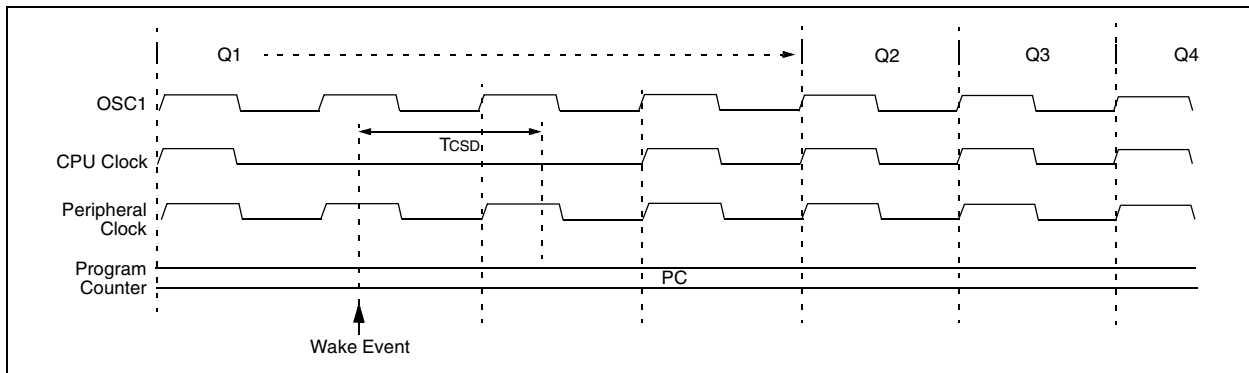 Q1 Q2 Q3 Q4
OSC1
TCSD
CPU Clock
Peripheral
Clock
Program
Counter
PC
Wake Event